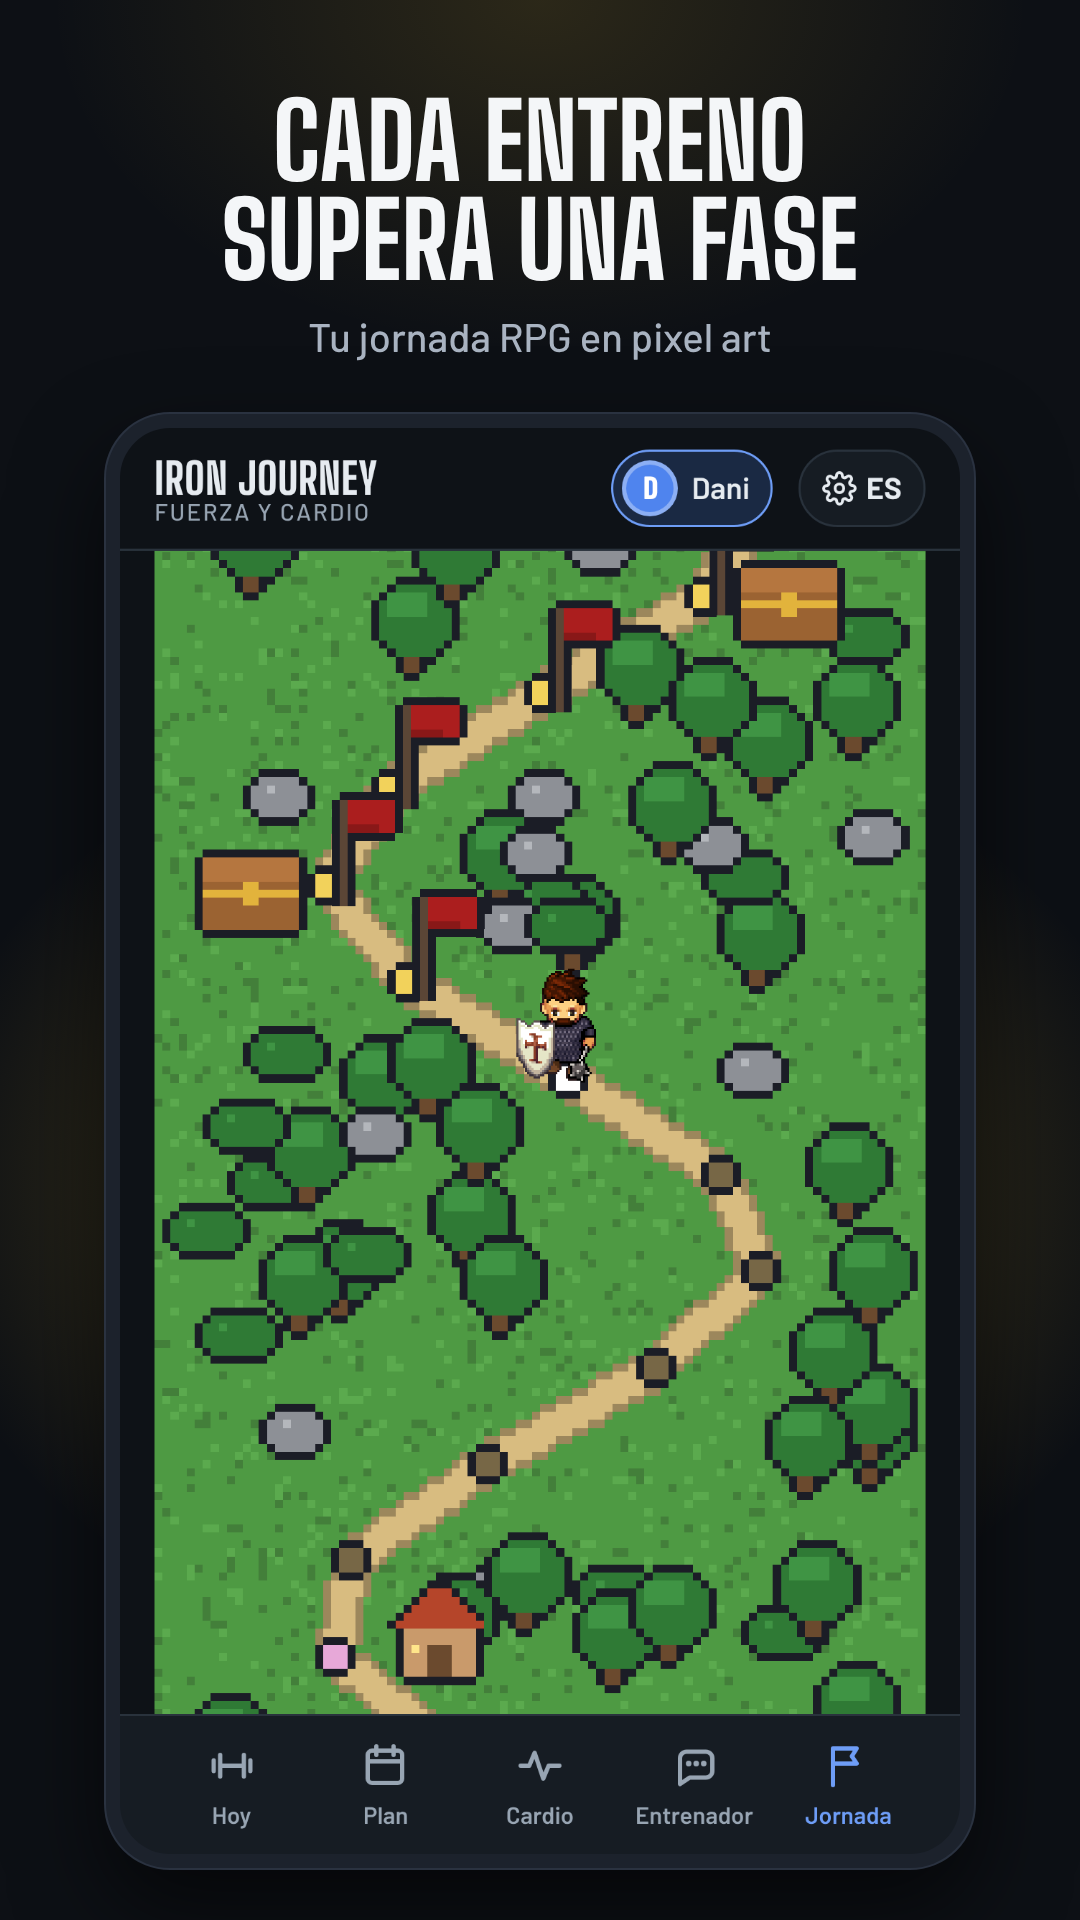 CADA ENTRENO
SUPERA UNA FASE
Tu jornada RPG en pixel art
IRON JOURNEY
FUERZA Y CARDIO
D Dani
ES
Hoy
Plan
Cardio
Entrenador
Jornada